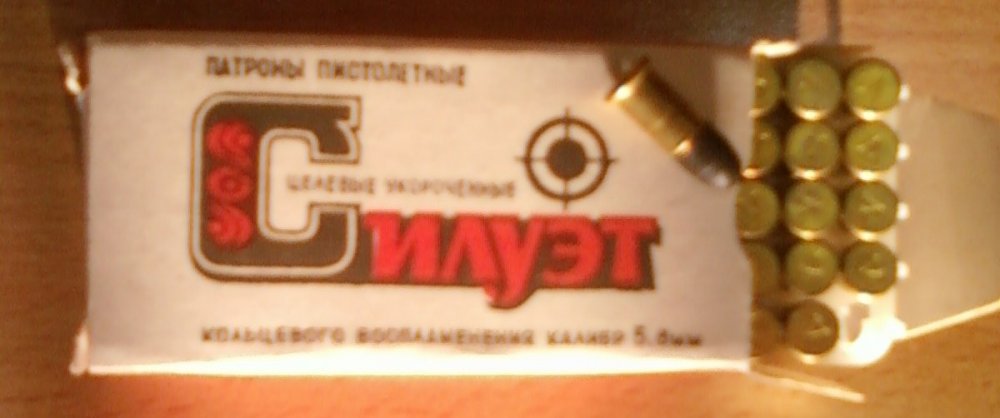 ПАТРОНЫ ПИСТОЛЕТНЫЕ
ЦЕЛЕВЫЕ УКОРОЧЕННЫЕ
Силуэт
КОЛЬЦЕВОГО ВОСПЛАМЕНЕНИЯ КАЛИБР 5.6мм